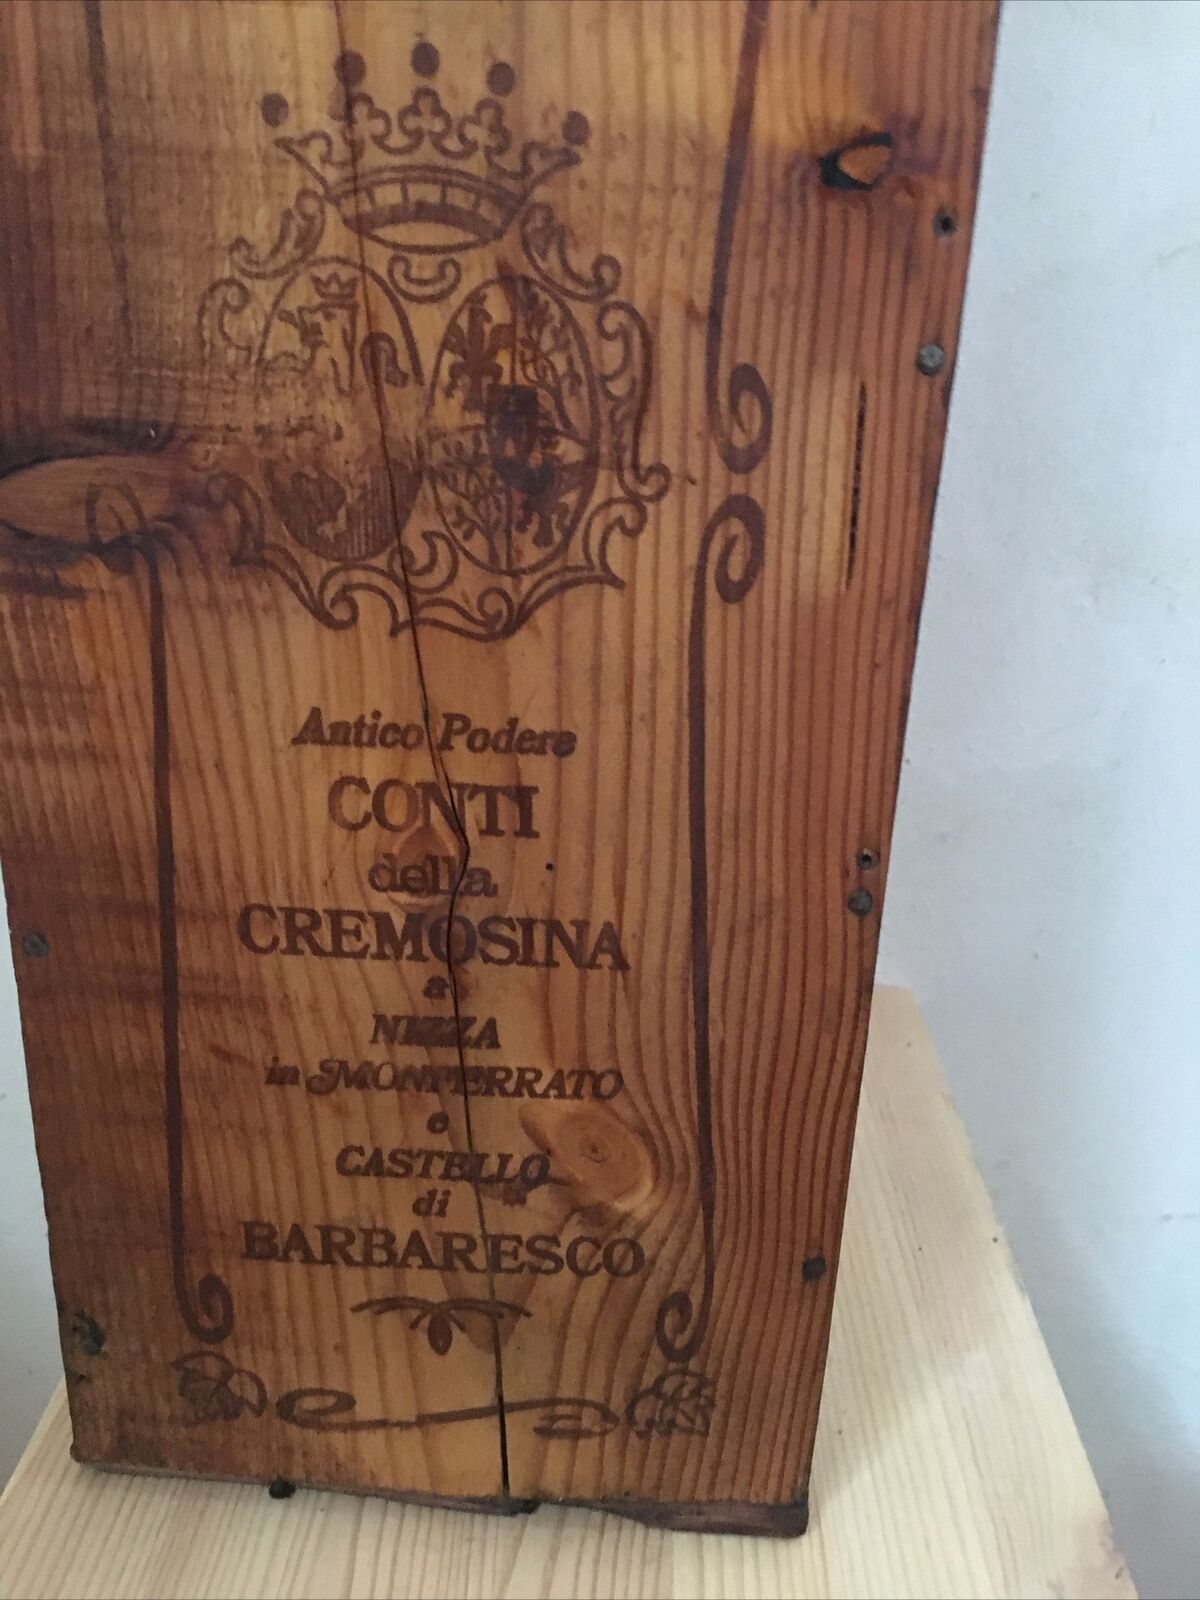 Antico Podere
CONTI
della
CREMOSINA
a
NIZZA
in MONFERRATO
e
CASTELLO
di
BARBARESCO